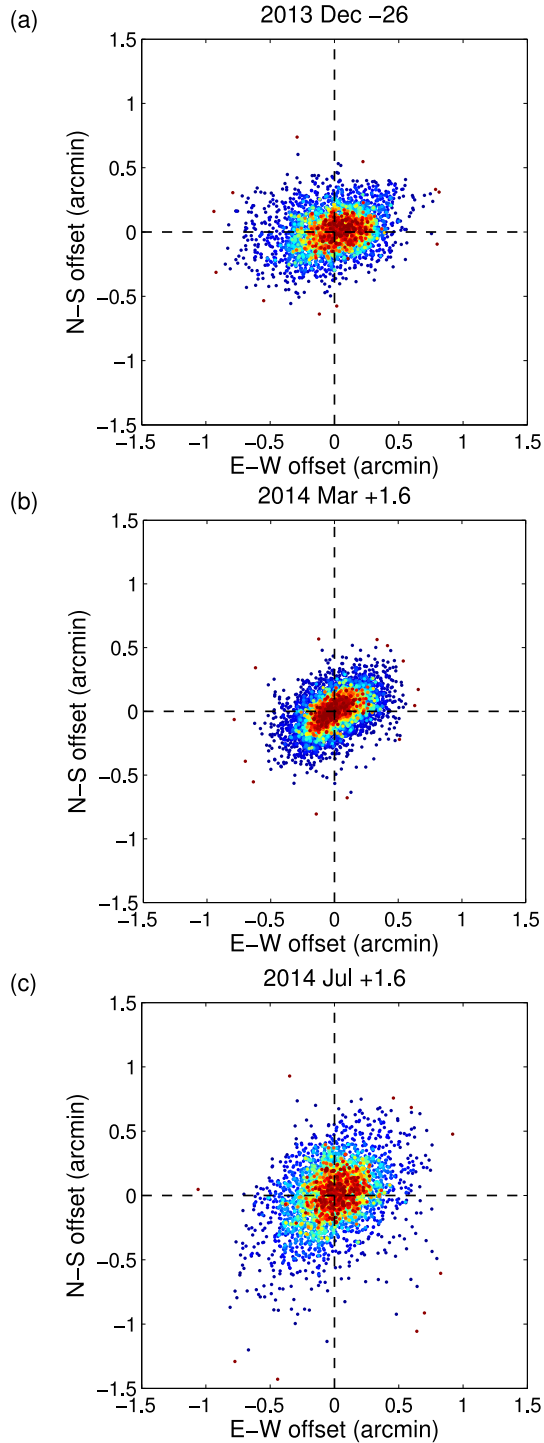 (a)
2013 Dec −26
1.5
1
0.5
0
−0.5
−1
−1.5
N−S offset (arcmin)
−1.5 −1 −0.5 0 0.5 1 1.5
E−W offset (arcmin)
(b)
2014 Mar +1.6
1.5
1
0.5
0
−0.5
−1
−1.5
N−S offset (arcmin)
−1.5 −1 −0.5 0 0.5 1 1.5
E−W offset (arcmin)
(c)
2014 Jul +1.6
1.5
1
0.5
0
−0.5
−1
−1.5
N−S offset (arcmin)
−1.5 −1 −0.5 0 0.5 1 1.5
E−W offset (arcmin)